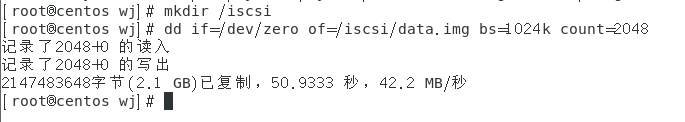 [root@centos wj]# mkdir /iscsi
[root@centos wj]# dd if=/dev/zero of=/iscsi/data.img bs=1024k count=2048
记录了2048+0 的读入
记录了2048+0 的写出
2147483648字节(2.1 GB)已复制，50.9333 秒，42.2 MB/秒
[root@centos wj]#